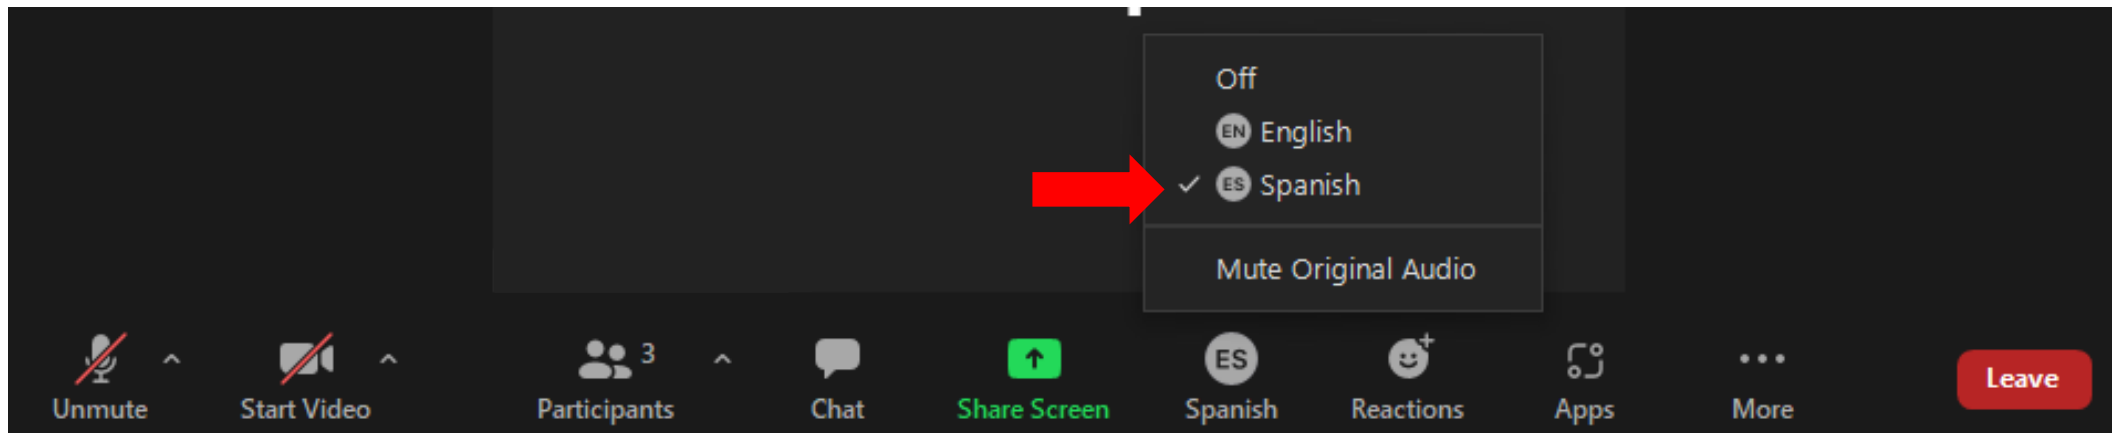 Off
EN English
ES Spanish
Mute Original Audio
3
ES
Unmute
Start Video
Participants
Chat
Share Screen
Spanish
Reactions
Apps
More
Leave